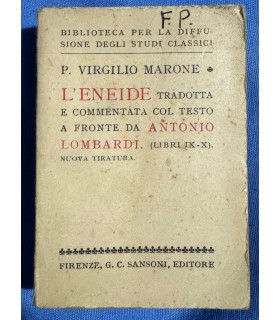 F.P.
BIBLIOTECA PER LA DIFFU-
SIONE DEGLI STUDI CLASSICI
P. VIRGILIO MARONE
L'ENEIDE TRADOTTA
E COMMENTATA COL TESTO
A FRONTE DA ANTONIO
LOMBARDI. (LIBRI IX-X).
NUOVA TIRATURA.
FIRENZE, G. C. SANSONI, EDITORE